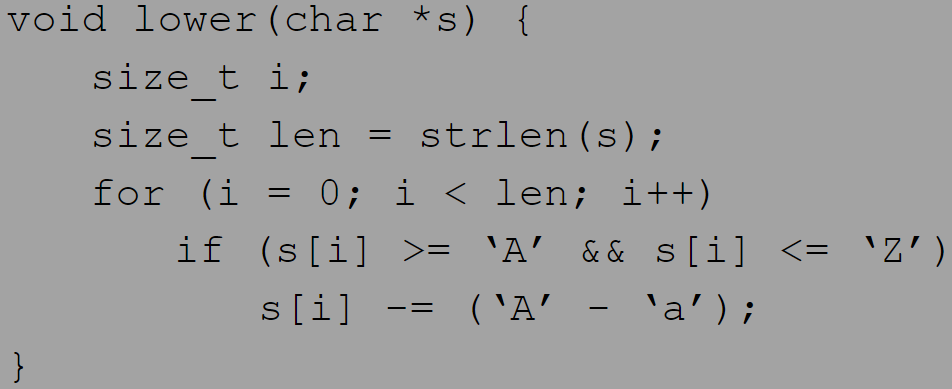 void lower(char *s) {
size_t i;
size_t len = strlen(s);
for (i = 0; i < len; i++)
if (s[i] >= ‘A’ && s[i] <= ‘Z’)
s[i] -= (‘A’ - ‘a’);
}